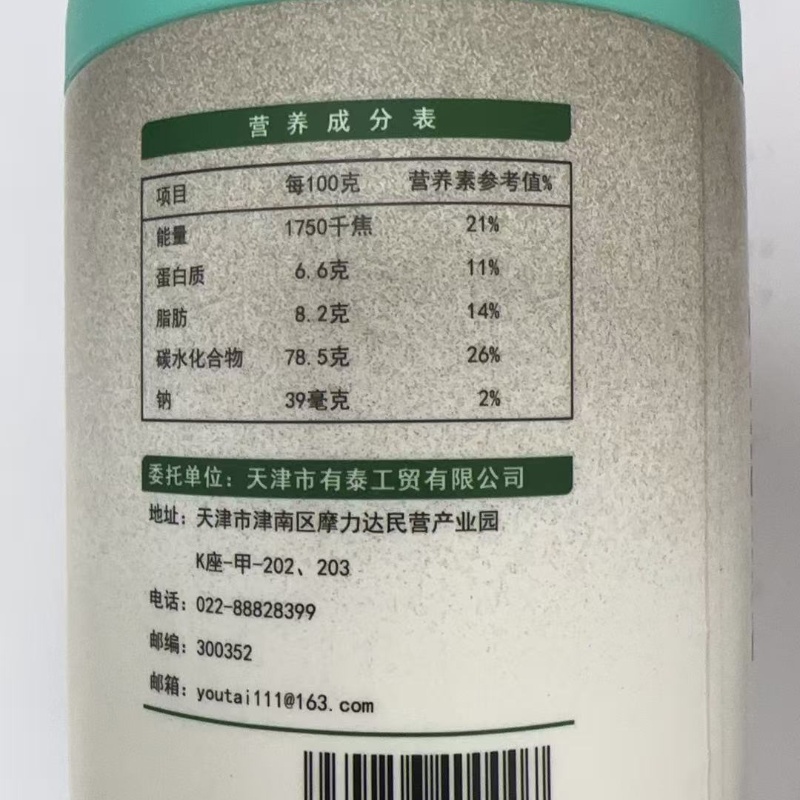 营养成分表
项目 每100克 营养素参考值%
能量 1750千焦 21%
蛋白质 6.6克 11%
脂肪 8.2克 14%
碳水化合物 78.5克 26%
钠 39毫克 2%
委托单位：天津市有泰工贸有限公司
地址：天津市津南区摩力达民营产业园
K座-甲-202、203
电话：022-88828399
邮编：300352
邮箱：youtai111@163.com